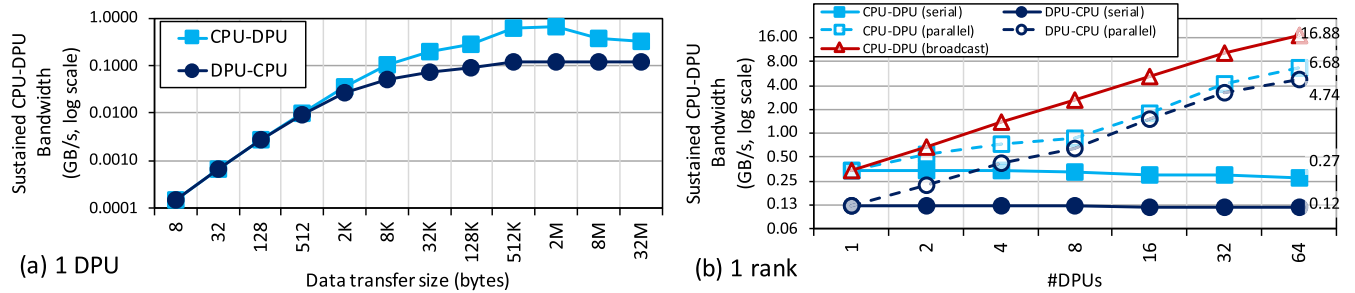 Sustained CPU-DPU
Bandwidth
(GB/s, log scale)
1.0000
0.1000
0.0100
0.0010
0.0001
CPU-DPU
DPU-CPU
8
32
128
512
2K
8K
32K
128K
512K
2M
8M
32M
(a) 1 DPU
Data transfer size (bytes)
Sustained CPU-DPU
Bandwidth
(GB/s, log scale)
16.00
8.00
4.00
2.00
1.00
0.50
0.25
0.13
0.06
CPU-DPU (serial)
DPU-CPU (serial)
CPU-DPU (parallel)
DPU-CPU (parallel)
CPU-DPU (broadcast)
16.88
6.68
4.74
0.27
0.12
1
2
4
8
16
32
64
(b) 1 rank
#DPUs